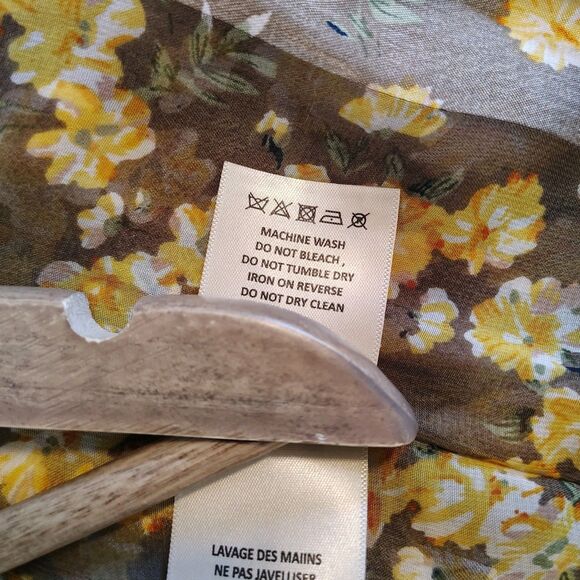 MACHINE WASH
DO NOT BLEACH ,
DO NOT TUMBLE DRY
IRON ON REVERSE
DO NOT DRY CLEAN
LAVAGE DES MAIINS
NE PAS JAVELLISER